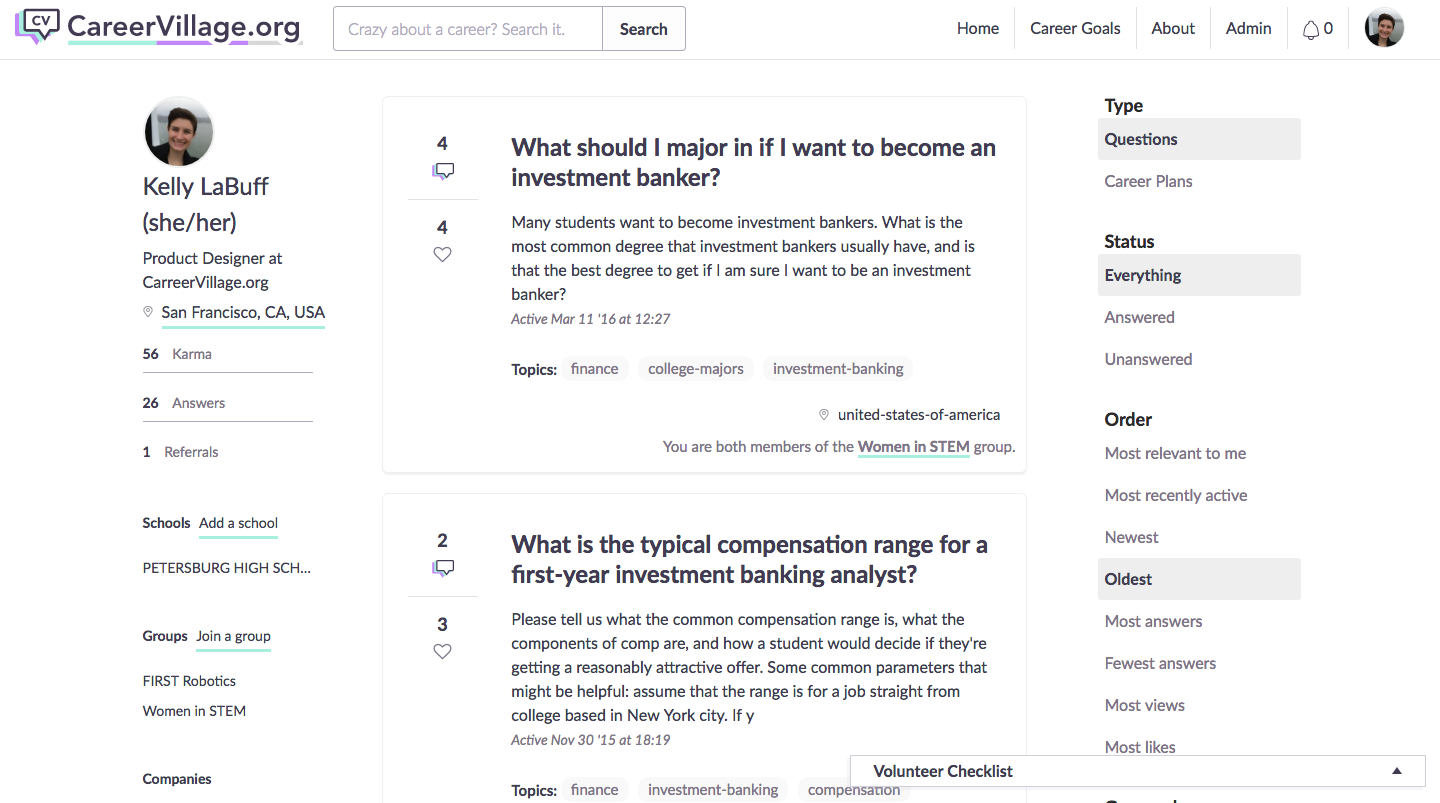 CV CareerVillage.org
Crazy about a career? Search it. Search
Home Career Goals About Admin 0
Kelly LaBuff
(she/her)
Product Designer at
CarreerVillage.org
San Francisco, CA, USA
56 Karma
26 Answers
1 Referrals
Schools Add a school
PETERSBURG HIGH SCH...
Groups Join a group
FIRST Robotics
Women in STEM
Companies
4
4
What should I major in if I want to become an
investment banker?
Many students want to become investment bankers. What is the
most common degree that investment bankers usually have, and is
that the best degree to get if I am sure I want to be an investment
banker?
Active Mar 11 '16 at 12:27
Topics: finance college-majors investment-banking
united-states-of-america
You are both members of the Women in STEM group.
2
3
What is the typical compensation range for a
first-year investment banking analyst?
Please tell us what the common compensation range is, what the
components of comp are, and how a student would decide if they're
getting a reasonably attractive offer. Some common parameters that
might be helpful: assume that the range is for a job straight from
college based in New York city. If y
Active Nov 30 '15 at 18:19
Topics: finance investment-banking compensation
Type
Questions
Career Plans
Status
Everything
Answered
Unanswered
Order
Most relevant to me
Most recently active
Newest
Oldest
Most answers
Fewest answers
Most views
Most likes
Volunteer Checklist